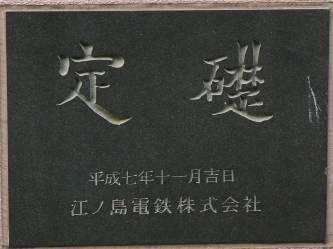 定礎
平成七年十一月吉日
江ノ島電鉄株式会社